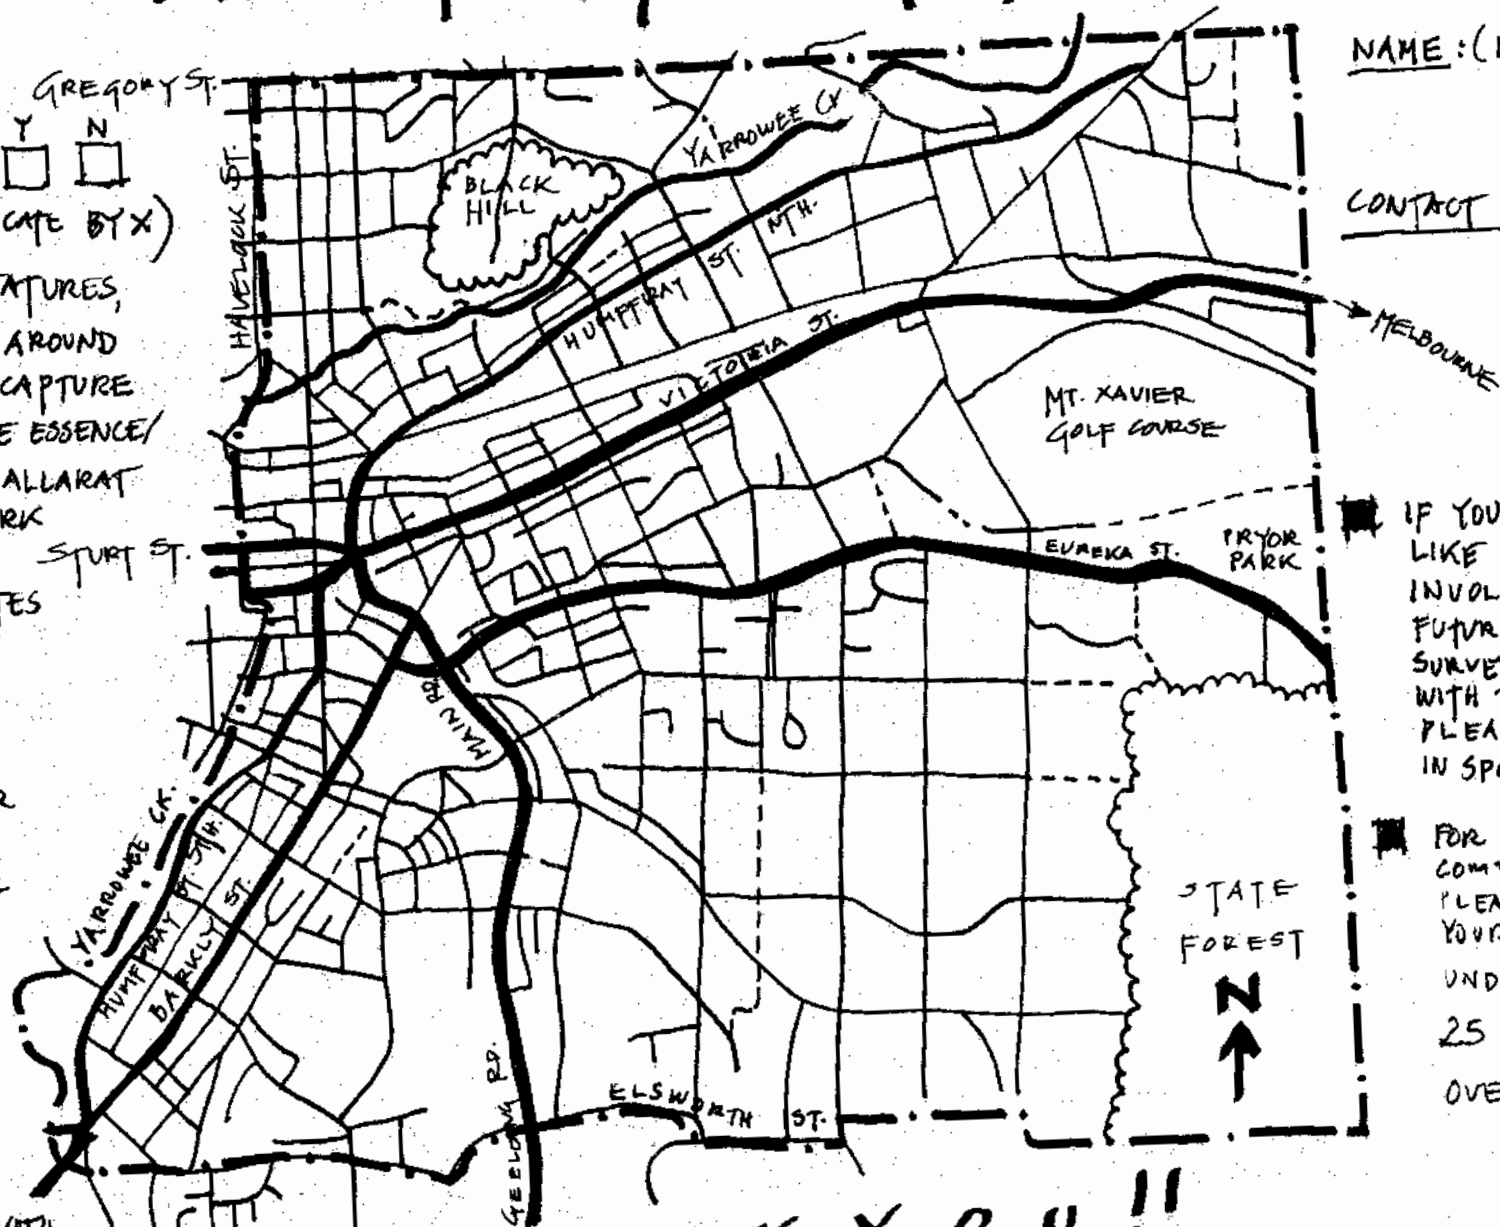 NAME : (
GREGORY ST.
Y N
CATE BY X)
HAVELOCK ST.
YARROWEE CK
BLACK
HILL
CONTACT
ATURES,
AROUND
CAPTURE
E ESSENCE/
ALLARAT
RK
HUMFFRAY ST. NTH.
VICTORIA ST.
MELBOURNE
MT. XAVIER
GOLF COURSE
STURT ST.
TES
EUREKA ST.
PRYOR
PARK
IF YOU
LIKE
INVOL
FUTUR
SURVE
WITH
PLEA
IN SP
MAIN RD.
YARROWEE CK.
HUMFFRAY ST STH.
BARKLY ST.
FOR
COM
PLEA
YOUR
UND
25
OVE
STATE
FOREST
N
GEELONG RD.
ELSWORTH ST.